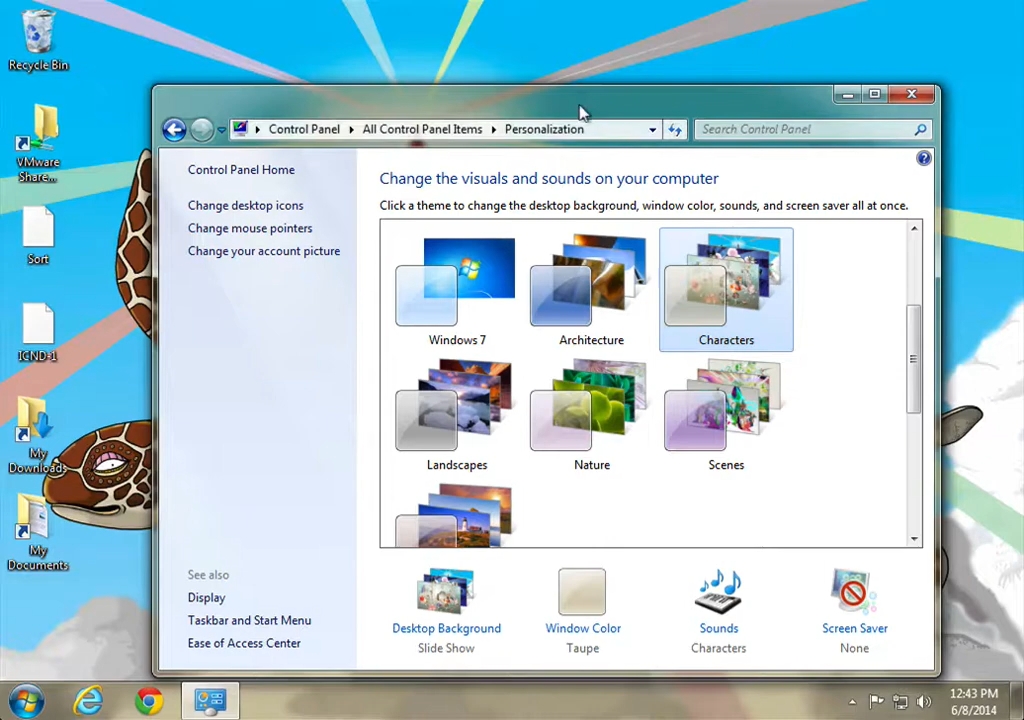 Recycle Bin
VMware
Share...
Sort
ICND-1
My
Downloads
My
Documents
Control Panel
All Control Panel Items
Personalization
Search Control Panel
Control Panel Home
Change desktop icons
Change mouse pointers
Change your account picture
See also
Display
Taskbar and Start Menu
Ease of Access Center
Change the visuals and sounds on your computer
Click a theme to change the desktop background, window color, sounds, and screen saver all at once.
Windows 7
Architecture
Characters
Landscapes
Nature
Scenes
Desktop Background
Slide Show
Window Color
Taupe
Sounds
Characters
Screen Saver
None
12:43 PM
6/8/2014